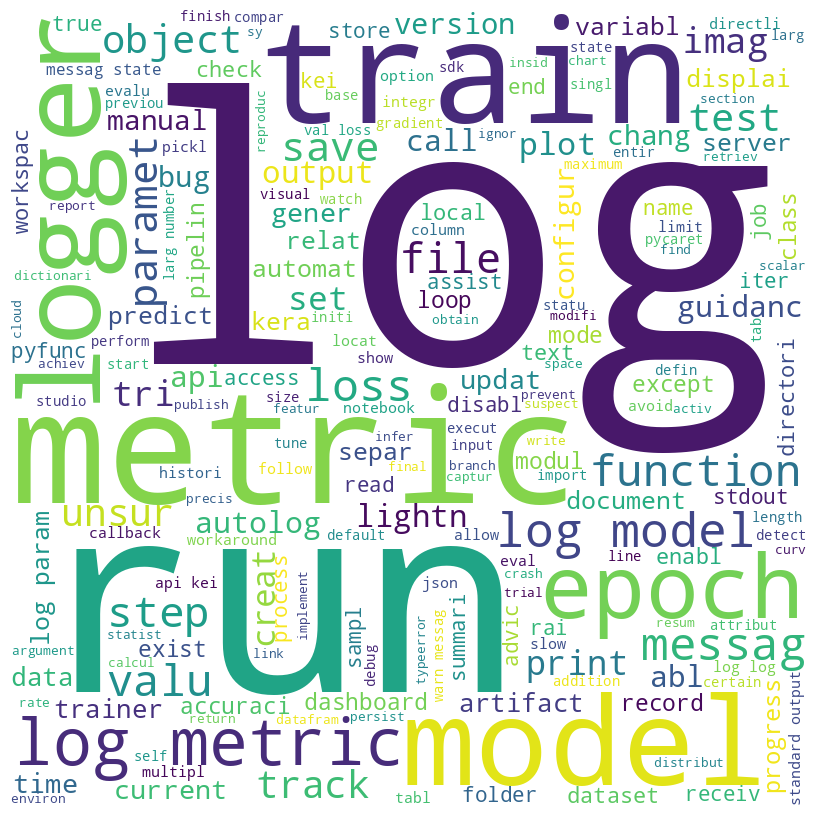 finish
compar
sy
true
object
store
version
variabl
directli
larg
imag
train
messag
state
check
kei
option
sdk
insid
state
chart
singl
displai
evalu
previou
base
integr
end
section
manual
reproduc
val loss
gradient
ignor
test
logger
workspac
paramet
bug
pickl
save
call
plot
chang
entir
server
retriev
report
visual
watch
output
maximum
log
gener
local
name
job
class
relat
column
configur
limit
pycaret
find
dictionari
larg number
pipelin
automat
file
assist
loop
iter
scalar
cloud
predict
set
kera
initi
statu
obtain
modifi
mode
guidanc
perform
pyfunc
achiev
start
locat
show
text
space
tab
defin
api
access
loss
updat
prevent
except
tri
studio
publish
size
featur
notebook
disabl
suspect
avoid
activ
directori
metric
tune
infer
execut
input
write
histori
follow
separ
final
branch
modul
function
precis
read
captur
import
document
stdout
unsur
autolog
lightn
log model
length
callback
workaround
default
allow
detect
curv
log param
run
creat
process
api kei
implement
json
eval
crash
trial
line
enabl
epoch
step
statist
sampl
typeerror
summari
advic
resum
attribut
argument
exist
link
debug
warn messag
rai
slow
messag
calcul
print
log log
data
valu
addition
abl
certain
rate
trainer
accuraci
dashboard
artifact
record
return
datafram
persist
progress
standard output
log metric
model
self
time
multipl
distribut
environ
current
track
tabl
folder
dataset
receiv